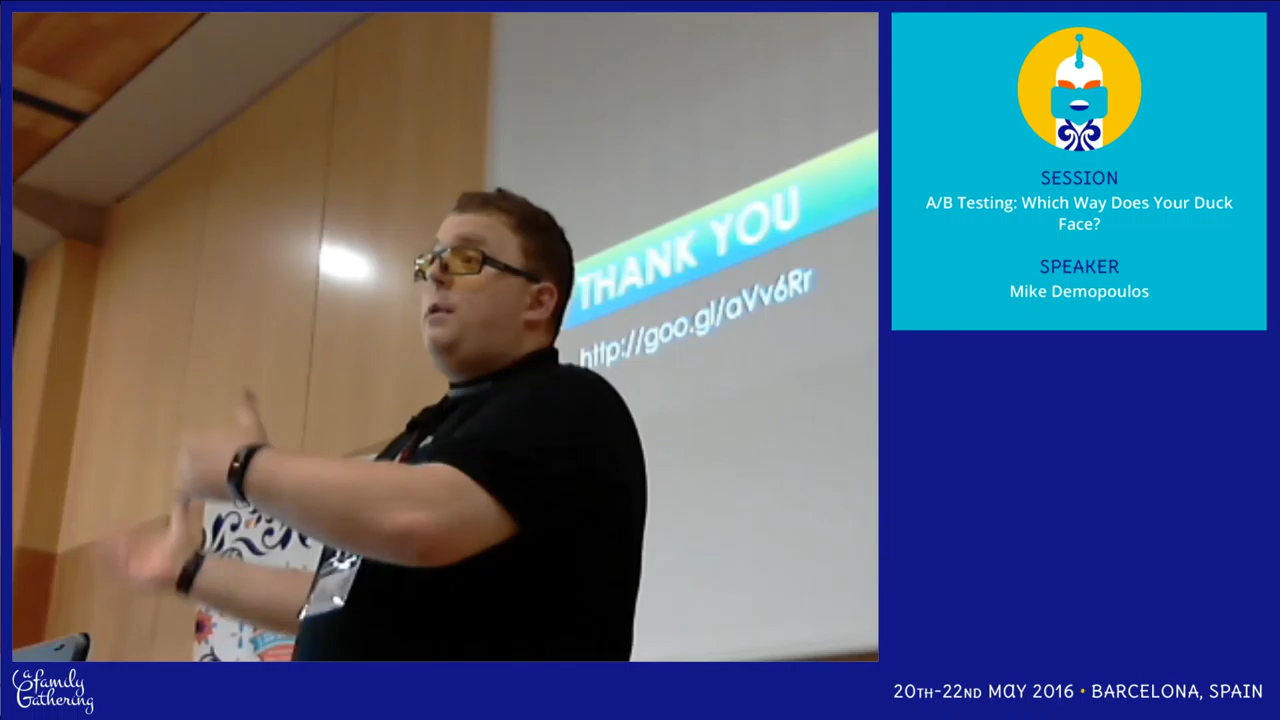 THANK YOU
http://goo.gl/aVv6Rr
SESSION
A/B Testing: Which Way Does Your Duck
Face?
SPEAKER
Mike Demopoulos
a family
Gathering
20TH-22ND MAY 2016 • BARCELONA, SPAIN